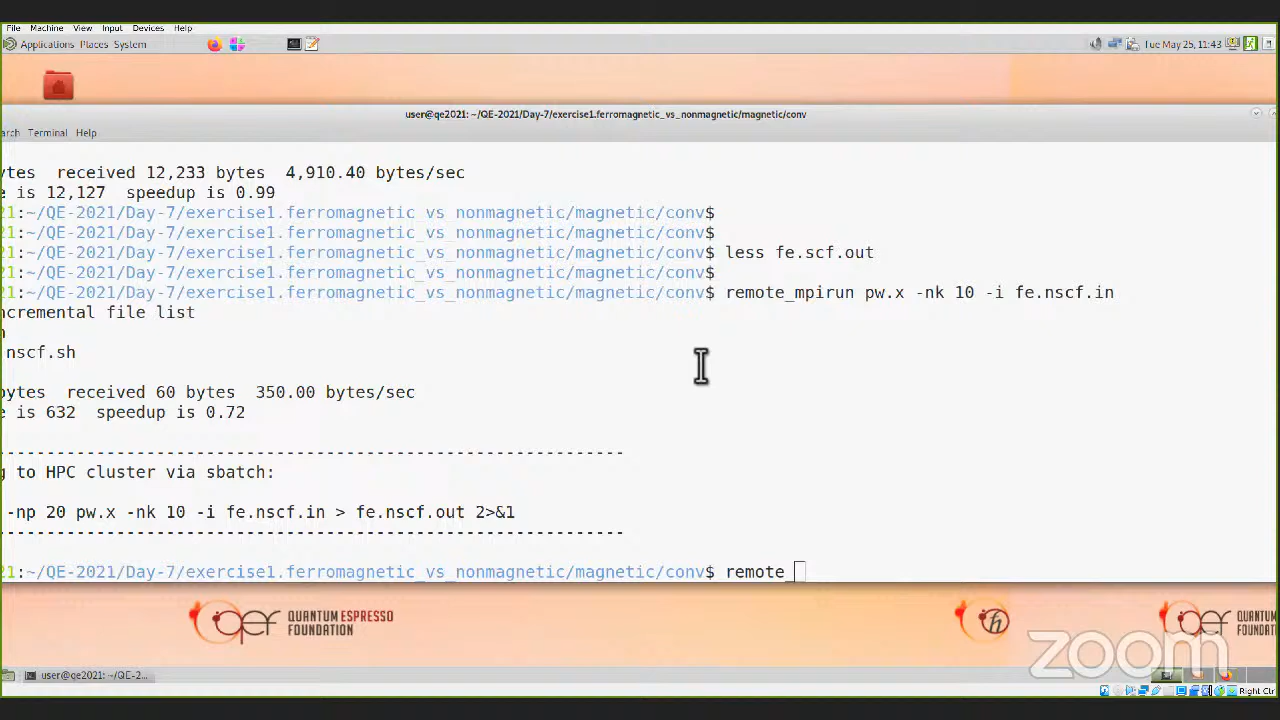 File Machine View Input Devices Help
Applications Places System
Tue May 25, 11:43
user@qe2021: ~/QE-2021/Day-7/exercise1.ferromagnetic_vs_nonmagnetic/magnetic/conv
arch Terminal Help
ytes received 12,233 bytes 4,910.40 bytes/sec
e is 12,127 speedup is 0.99
21:~/QE-2021/Day-7/exercise1.ferromagnetic_vs_nonmagnetic/magnetic/conv$
21:~/QE-2021/Day-7/exercise1.ferromagnetic_vs_nonmagnetic/magnetic/conv$
21:~/QE-2021/Day-7/exercise1.ferromagnetic_vs_nonmagnetic/magnetic/conv$ less fe.scf.out
21:~/QE-2021/Day-7/exercise1.ferromagnetic_vs_nonmagnetic/magnetic/conv$
21:~/QE-2021/Day-7/exercise1.ferromagnetic_vs_nonmagnetic/magnetic/conv$ remote_mpirun pw.x -nk 10 -i fe.nscf.in
ncremental file list
n
nscf.sh
bytes received 60 bytes 350.00 bytes/sec
e is 632 speedup is 0.72
------------------------------------------------------------
g to HPC cluster via sbatch:
-np 20 pw.x -nk 10 -i fe.nscf.in > fe.nscf.out 2>&1
------------------------------------------------------------
21:~/QE-2021/Day-7/exercise1.ferromagnetic_vs_nonmagnetic/magnetic/conv$ remote_
QUANTUM ESPRESSO
FOUNDATION
QUANTU
FOUNDAT
zoom
user@qe2021: ~/QE-2...
Right Ctr